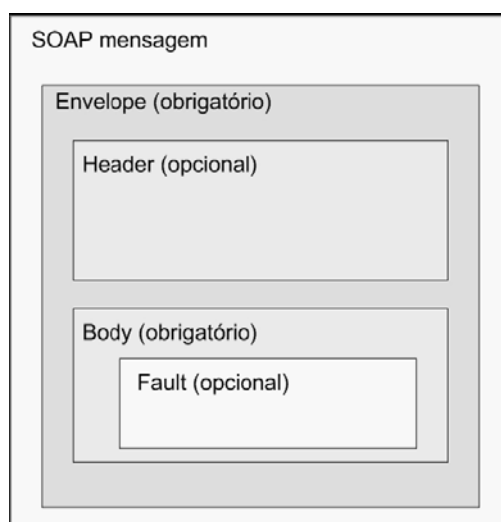 SOAP mensagem
Envelope (obrigatório)
Header (opcional)
Body (obrigatório)
Fault (opcional)